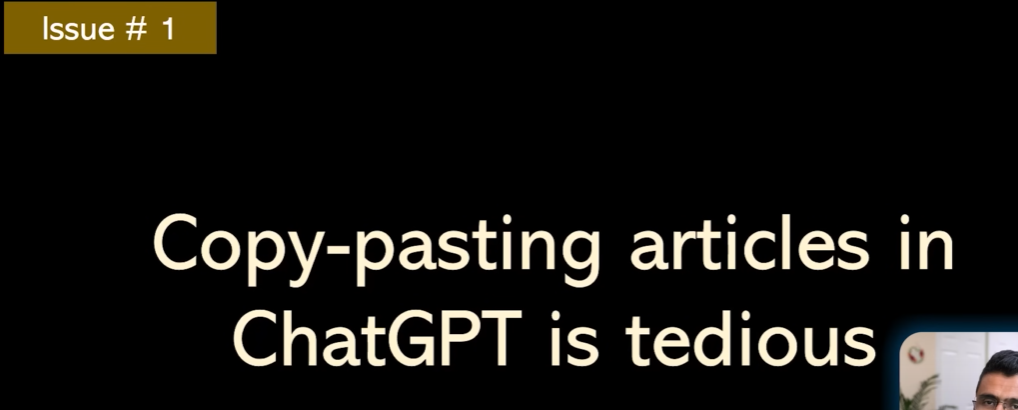 Issue # 1
Copy-pasting articles in
ChatGPT is tedious